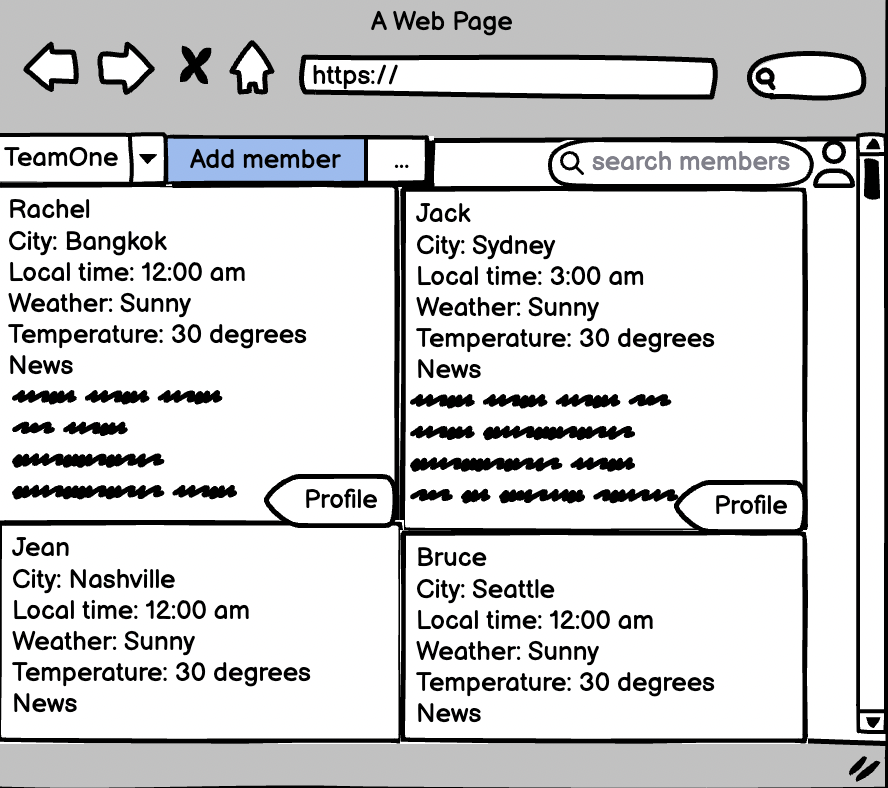 A Web Page
https://
TeamOne
Add member
...
search members
Rachel
City: Bangkok
Local time: 12:00 am
Weather: Sunny
Temperature: 30 degrees
News
Profile
Jack
City: Sydney
Local time: 3:00 am
Weather: Sunny
Temperature: 30 degrees
News
Profile
Jean
City: Nashville
Local time: 12:00 am
Weather: Sunny
Temperature: 30 degrees
News
Bruce
City: Seattle
Local time: 12:00 am
Weather: Sunny
Temperature: 30 degrees
News